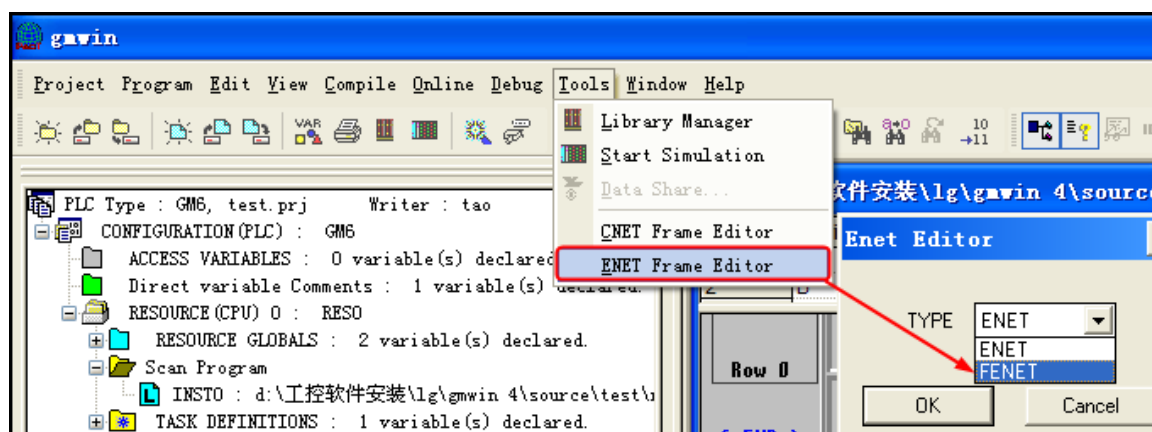 gmwin
Project Program Edit View Compile Online Debug Tools Window Help
VAR
a→o
10
→11
Library Manager
Start Simulation
Data Share...
CNET Frame Editor
ENET Frame Editor
PLC Type : GM6, test.prj Writer : tao
CONFIGURATION(PLC) : GM6
ACCESS VARIABLES : 0 variable(s) declared
Direct variable Comments : 1 variable(s) declared.
RESOURCE(CPU) 0 : RES0
RESOURCE GLOBALS : 2 variable(s) declared.
Scan Program
INST0 : d:\工控软件安装\lg\gmwin 4\source\test\
TASK DEFINITIONS : 1 variable(s) declared.
件安装\lg\gmwin 4\source
Enet Editor
TYPE ENET
ENET
FENET
OK Cancel
Row 0